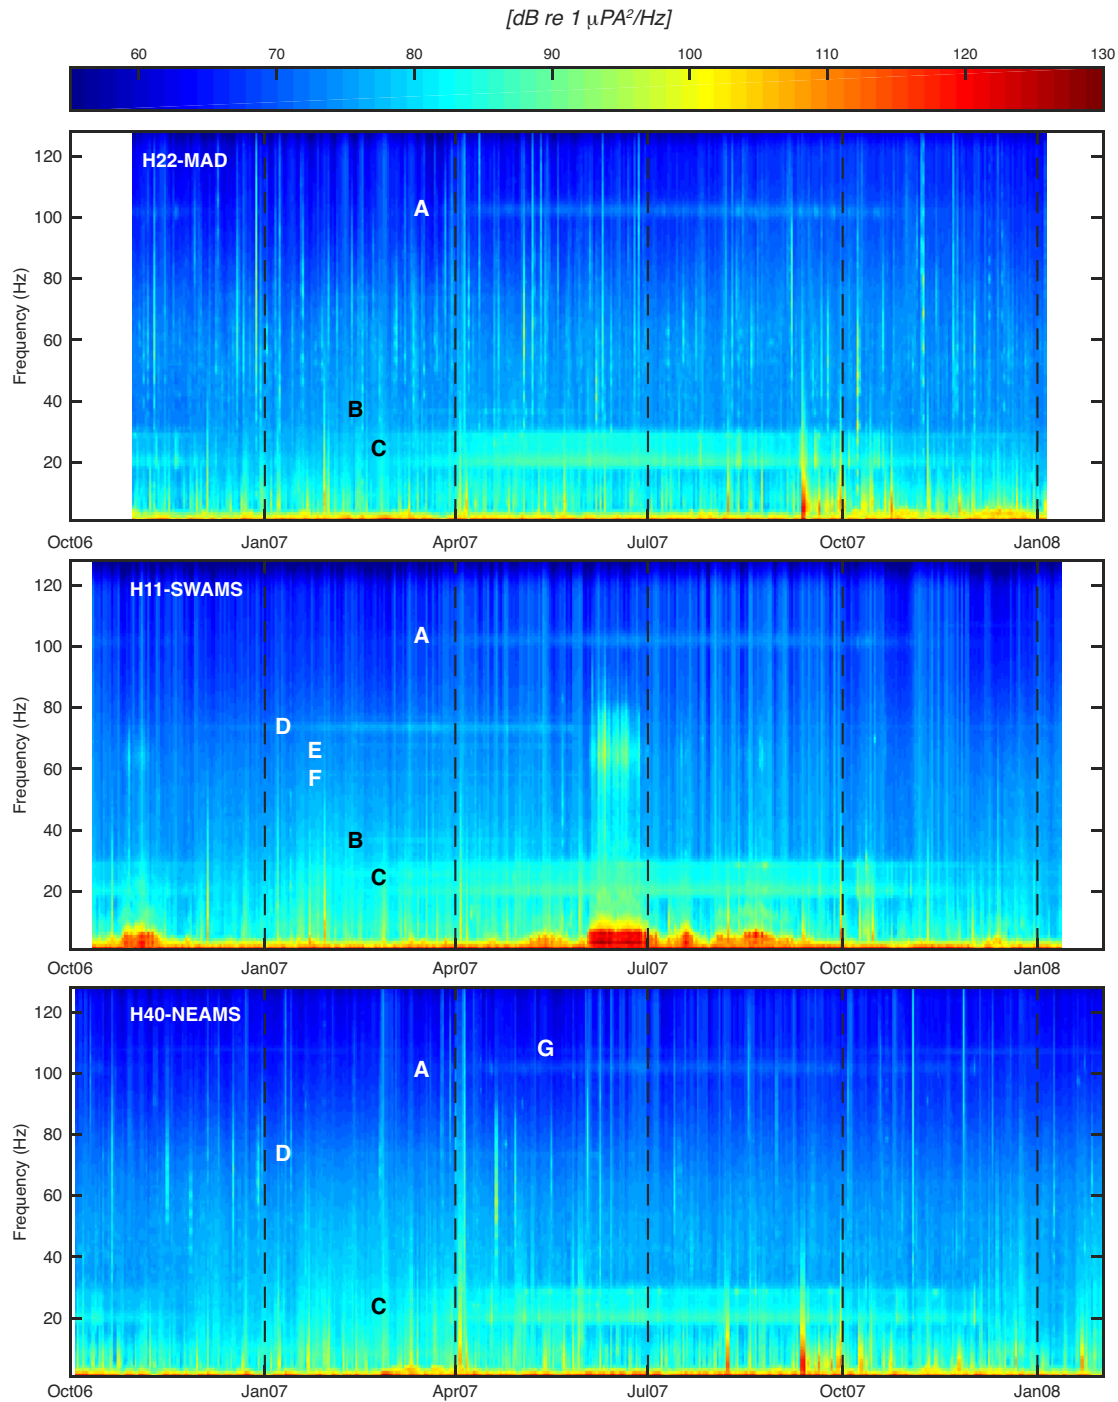 [dB re 1 µPA²/Hz]
60 70 80 90 100 110 120 130
H22-MAD
Frequency (Hz)
120
100
80
60
40
20
A
B
C
Oct06 Jan07 Apr07 Jul07 Oct07 Jan08
H11-SWAMS
Frequency (Hz)
120
100
80
60
40
20
A
D
E
F
B
C
Oct06 Jan07 Apr07 Jul07 Oct07 Jan08
H40-NEAMS
Frequency (Hz)
120
100
80
60
40
20
G
A
D
C
Oct06 Jan07 Apr07 Jul07 Oct07 Jan08